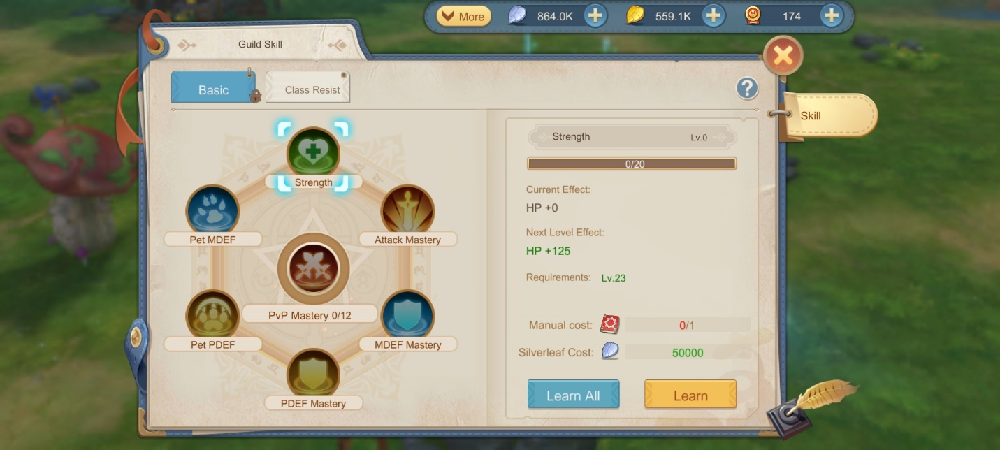 More
864.0K
559.1K
174
Guild Skill
Basic
Class Resist
?
Skill
Strength
Pet MDEF
Attack Mastery
PvP Mastery 0/12
Pet PDEF
MDEF Mastery
PDEF Mastery
Strength Lv.0
0/20
Current Effect:
HP +0
Next Level Effect:
HP +125
Requirements: Lv.23
Manual cost: 0/1
Silverleaf Cost: 50000
Learn All
Learn